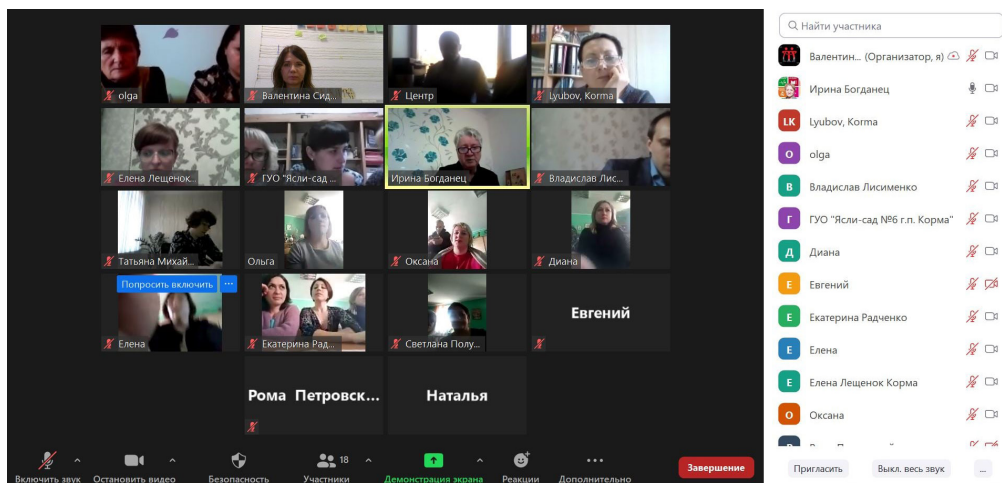 olga
Валентина Сид...
Центр
Lyubov, Korma
Елена Лещенок...
ГУО "Ясли-сад ...
Ирина Богданец
Владислав Лис...
Татьяна Михай...
Ольга
Оксана
Диана
Попросить включить ...
Елена
Екатерина Рад...
Светлана Полу...
Евгений
Рома Петровск...
Наталья
Включить звук
Остановить видео
Безопасность
18
Участники
Демонстрация экрана
Реакции
Дополнительно
Завершение
Найти участника
Валентин... (Организатор, я)
Ирина Богданец
LK Lyubov, Korma
O olga
В Владислав Лисименко
Г ГУО "Ясли-сад №6 г.п. Корма"
Д Диана
Е Евгений
Е Екатерина Радченко
Е Елена
Е Елена Лещенок Корма
О Оксана
Пригласить
Выкл. весь звук
...